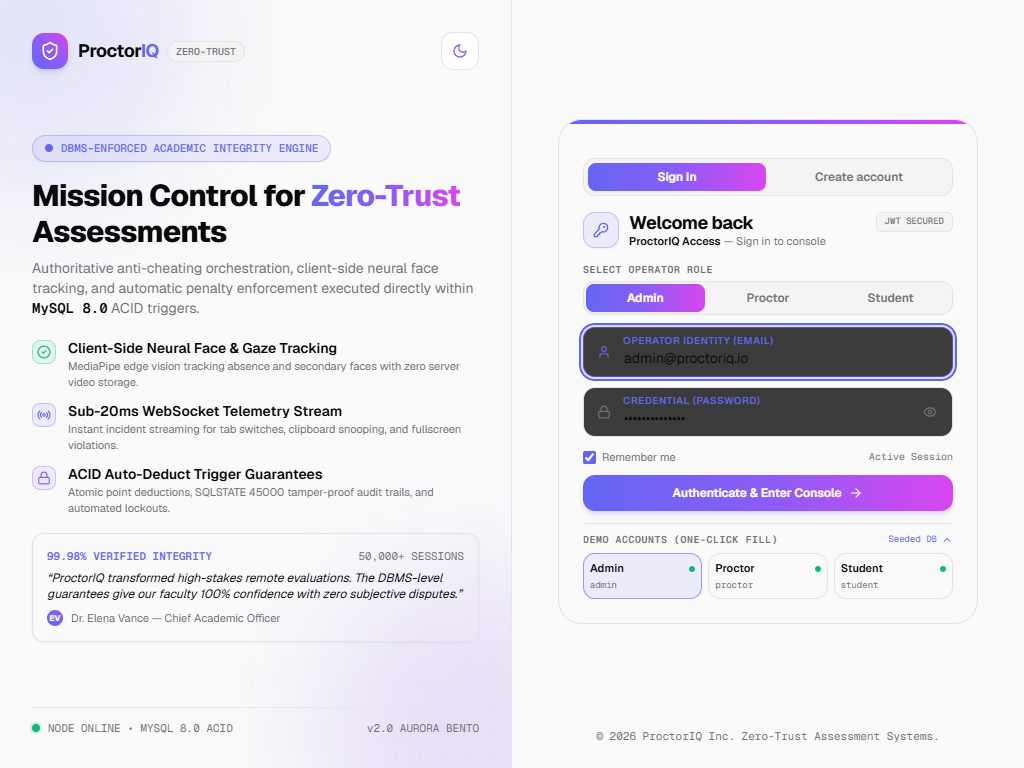 ProctorIQ ZERO-TRUST
DBMS-ENFORCED ACADEMIC INTEGRITY ENGINE
Mission Control for Zero-Trust
Assessments
Authoritative anti-cheating orchestration, client-side neural face
tracking, and automatic penalty enforcement executed directly within
MySQL 8.0 ACID triggers.
Client-Side Neural Face & Gaze Tracking
MediaPipe edge vision tracking absence and secondary faces with zero server
video storage.
Sub-20ms WebSocket Telemetry Stream
Instant incident streaming for tab switches, clipboard snooping, and fullscreen
violations.
ACID Auto-Deduct Trigger Guarantees
Atomic point deductions, SQLSTATE 45000 tamper-proof audit trails, and
automated lockouts.
99.98% VERIFIED INTEGRITY 50,000+ SESSIONS
“ProctorIQ transformed high-stakes remote evaluations. The DBMS-level
guarantees give our faculty 100% confidence with zero subjective disputes.”
EV Dr. Elena Vance — Chief Academic Officer
NODE ONLINE • MYSQL 8.0 ACID v2.0 AURORA BENTO
Sign in Create account
Welcome back JWT SECURED
ProctorIQ Access — Sign in to console
SELECT OPERATOR ROLE
Admin Proctor Student
OPERATOR IDENTITY (EMAIL)
admin@proctoriq.io
CREDENTIAL (PASSWORD)
••••••••••••••
Remember me Active Session
Authenticate & Enter Console →
DEMO ACCOUNTS (ONE-CLICK FILL) Seeded DB
Admin Proctor Student
admin proctor student
© 2026 ProctorIQ Inc. Zero-Trust Assessment Systems.